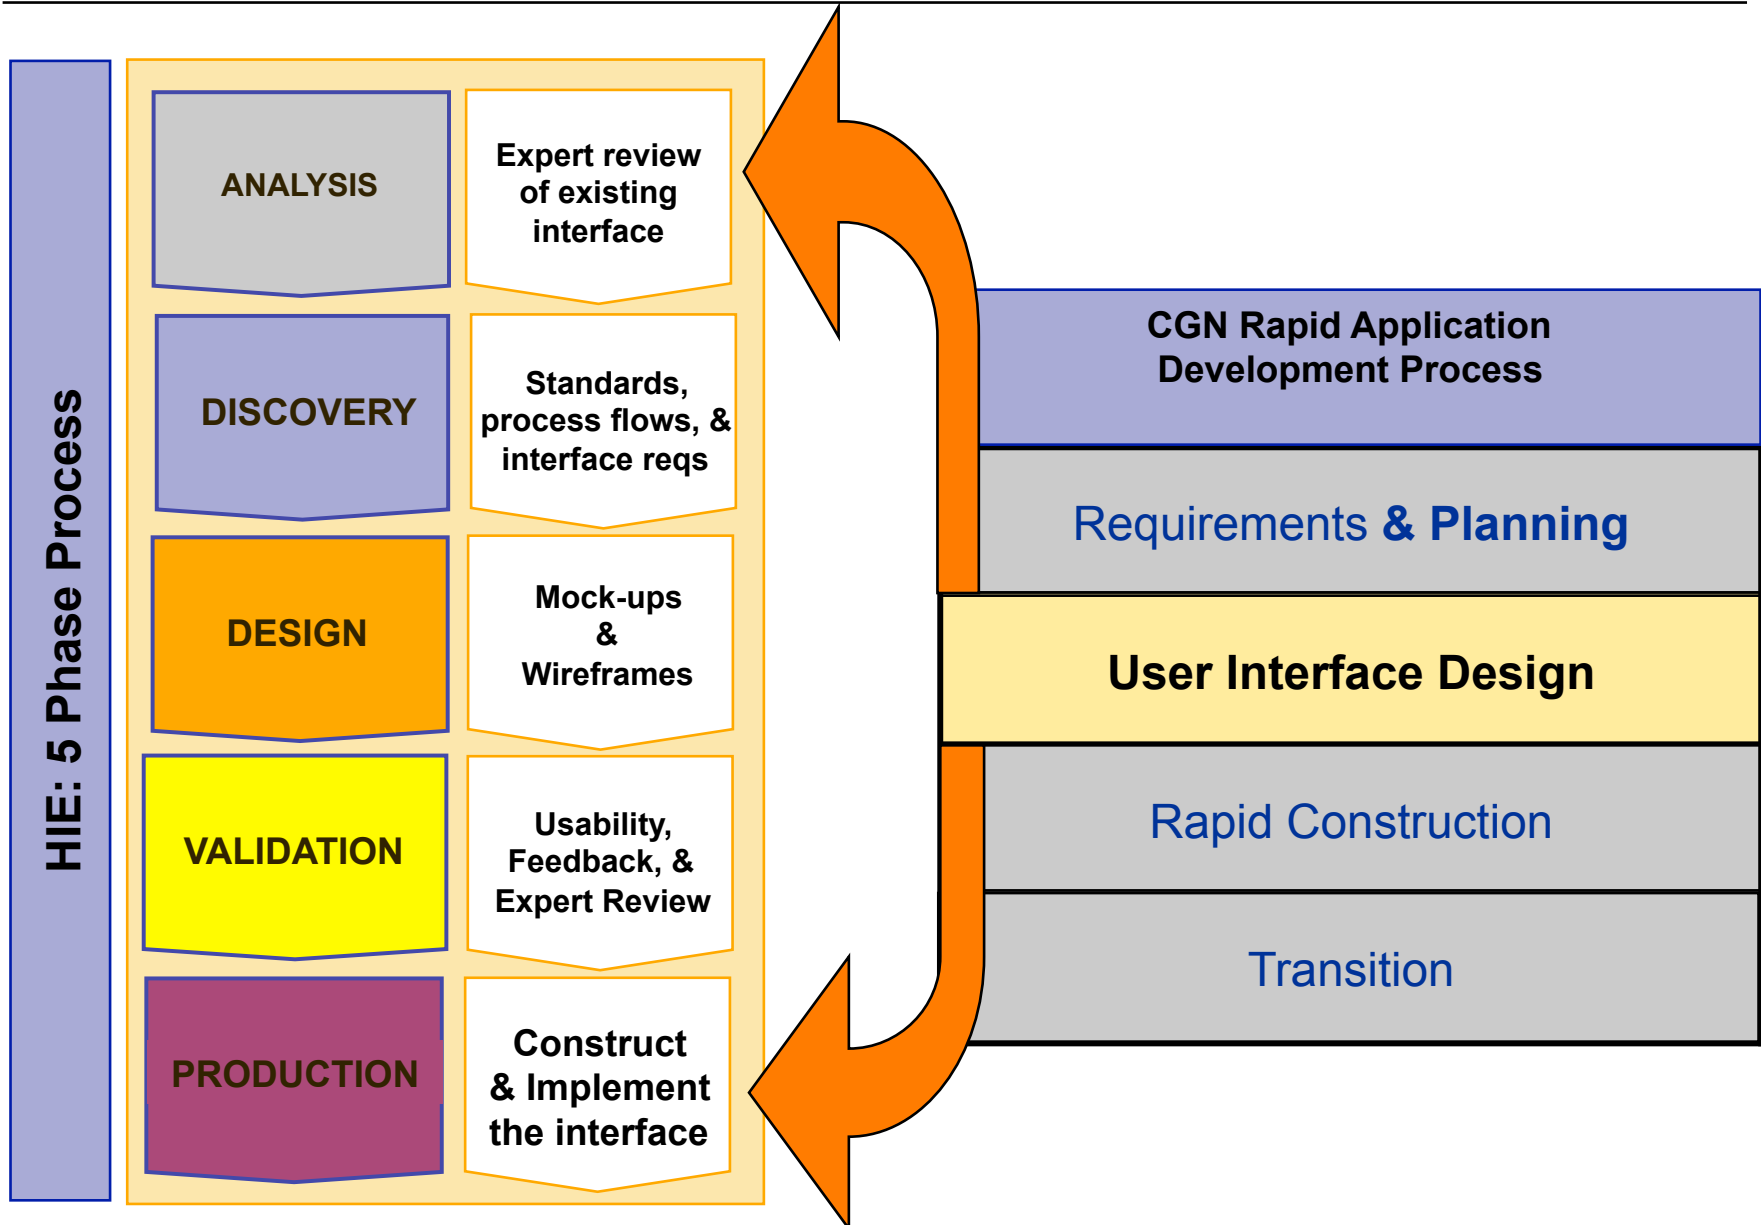 HIE: 5 Phase Process
ANALYSIS
Expert review
of existing
interface
DISCOVERY
Standards,
process flows, &
interface reqs
DESIGN
Mock-ups
&
Wireframes
VALIDATION
Usability,
Feedback, &
Expert Review
PRODUCTION
Construct
& Implement
the interface
CGN Rapid Application
Development Process
Requirements & Planning
User Interface Design
Rapid Construction
Transition